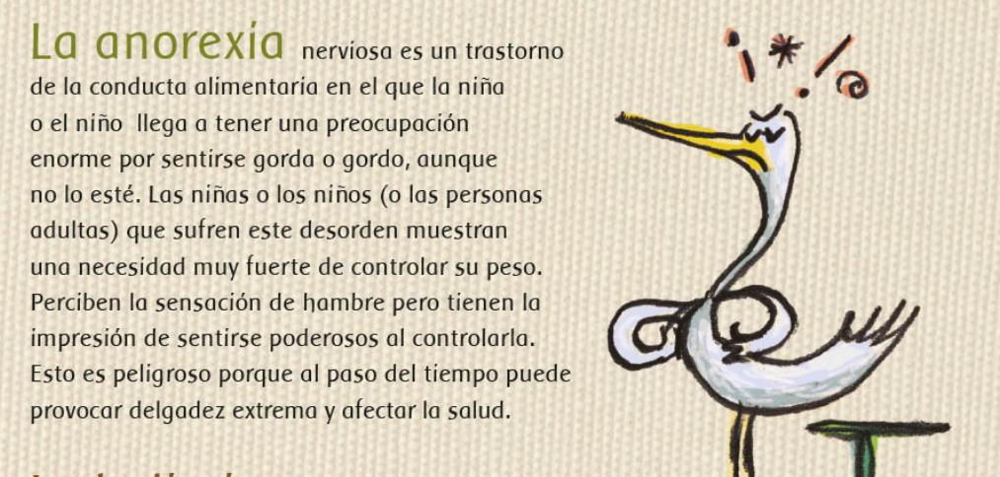 La anorexia nerviosa es un trastorno
de la conducta alimentaria en el que la niña
o el niño llega a tener una preocupación
enorme por sentirse gorda o gordo, aunque
no lo esté. Las niñas o los niños (o las personas
adultas) que sufren este desorden muestran
una necesidad muy fuerte de controlar su peso.
Perciben la sensación de hambre pero tienen la
impresión de sentirse poderosos al controlarla.
Esto es peligroso porque al paso del tiempo puede
provocar delgadez extrema y afectar la salud.